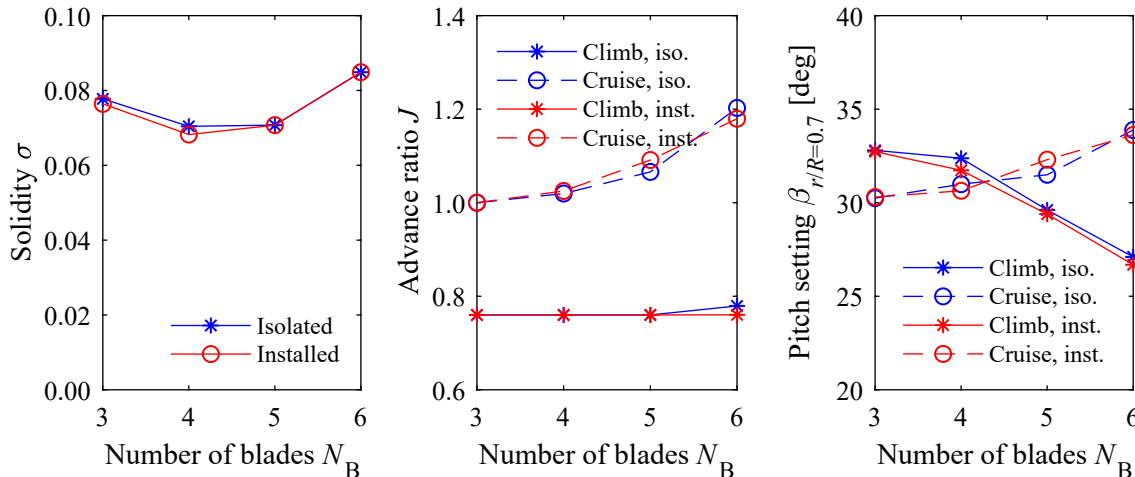 0.10
0.08
0.06
0.04
0.02
0.00
Solidity σ
Isolated
Installed
3 4 5 6
Number of blades N_B
1.4
1.2
1.0
0.8
0.6
Advance ratio J
Climb, iso.
Cruise, iso.
Climb, inst.
Cruise, inst.
3 4 5 6
Number of blades N_B
40
35
30
25
20
Pitch setting β_r/R=0.7 [deg]
Climb, iso.
Cruise, iso.
Climb, inst.
Cruise, inst.
3 4 5 6
Number of blades N_B